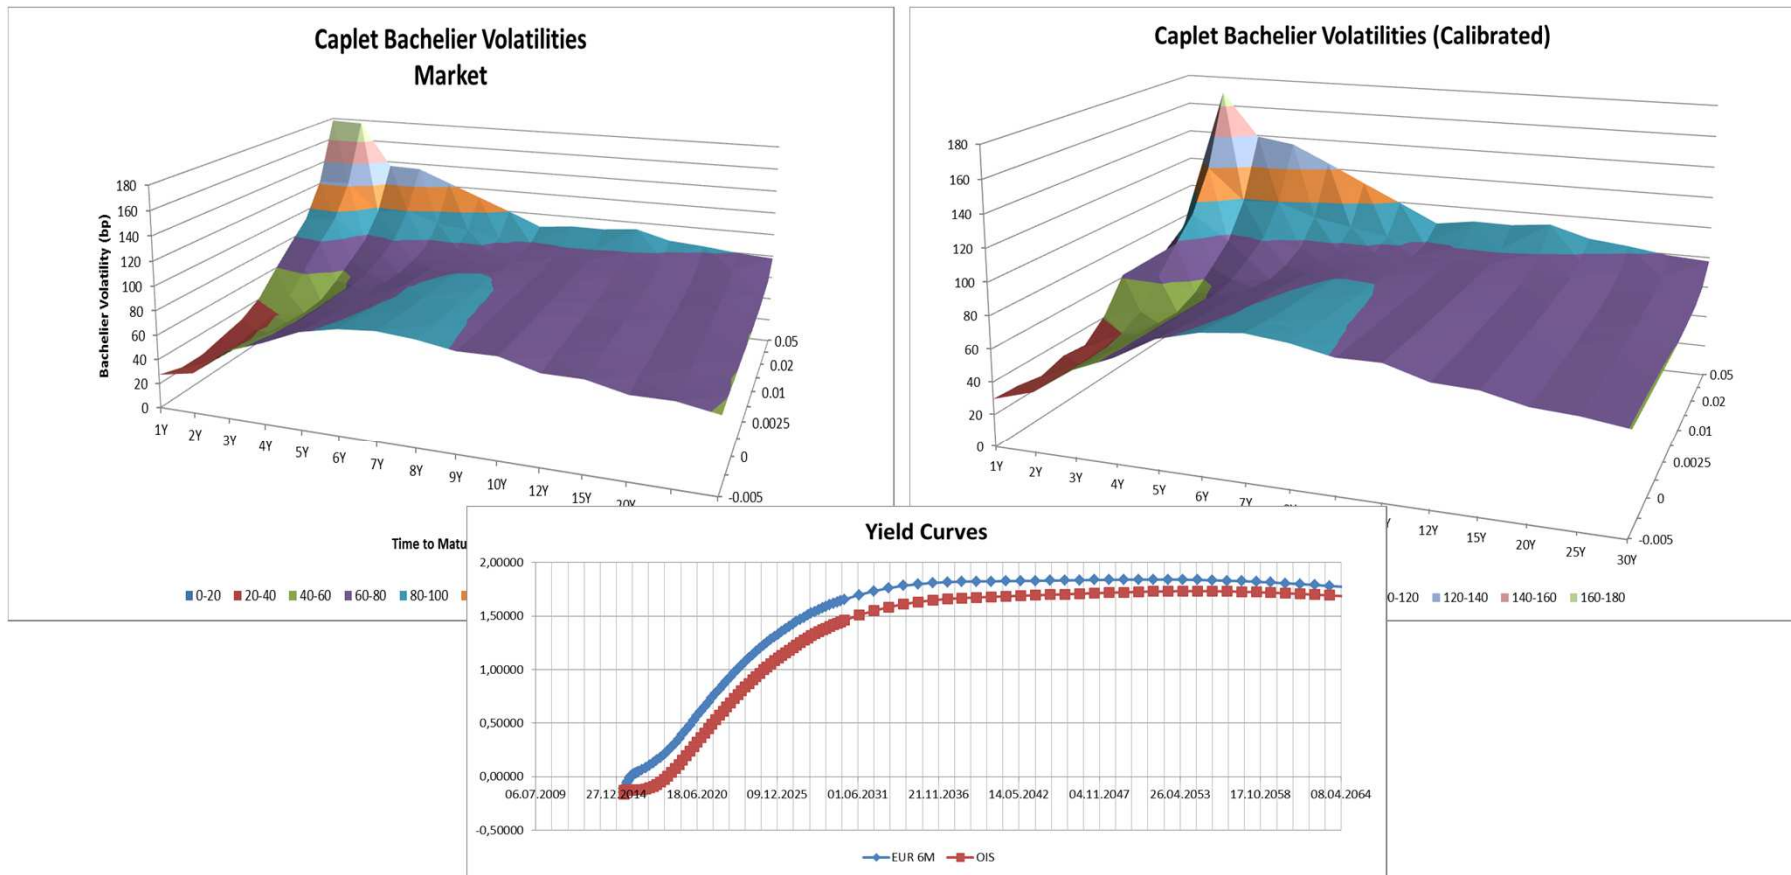 Caplet Bachelier Volatilities
Market
Bachelier Volatility (bp)
180
160
140
120
100
80
60
40
20
0
1Y
2Y
3Y
4Y
5Y
6Y
7Y
8Y
9Y
10Y
12Y
15Y
20Y
0.05
0.02
0.01
0.0025
0
-0.005
Time to Matu
0-20 20-40 40-60 60-80 80-100
Caplet Bachelier Volatilities (Calibrated)
180
160
140
120
100
80
60
40
20
0
1Y
2Y
3Y
4Y
5Y
6Y
7Y
12Y
15Y
20Y
25Y
30Y
0.05
0.02
0.01
0.0025
0
-0.005
0-120 120-140 140-160 160-180
Yield Curves
2,00000
1,50000
1,00000
0,50000
0,00000
-0,50000
06.07.2009 27.12.2014 18.06.2020 09.12.2025 01.06.2031 21.11.2036 14.05.2042 04.11.2047 26.04.2053 17.10.2058 08.04.2064
EUR 6M OIS